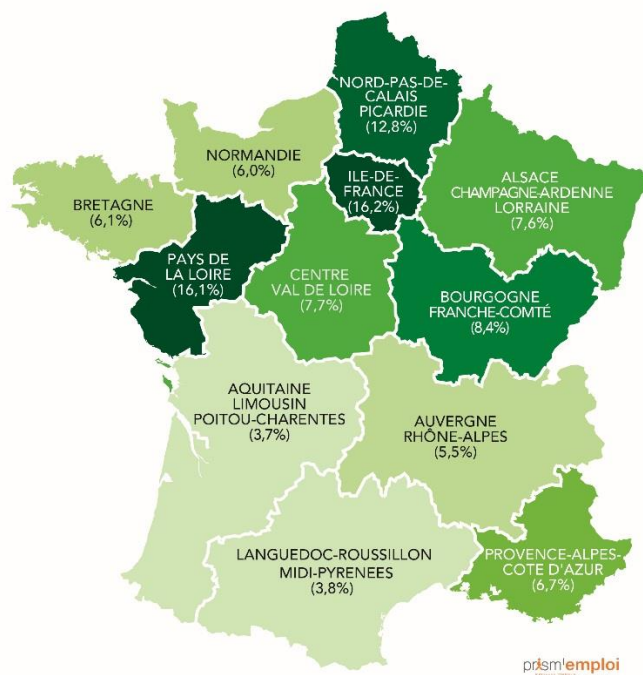 NORD-PAS-DE-
CALAIS
PICARDIE
(12,8%)
NORMANDIE
(6,0%)
ILE-DE-
FRANCE
(16,2%)
ALSACE
CHAMPAGNE-ARDENNE
LORRAINE
(7,6%)
BRETAGNE
(6,1%)
PAYS DE
LA LOIRE
(16,1%)
CENTRE
VAL DE LOIRE
(7,7%)
BOURGOGNE
FRANCHE-COMTÉ
(8,4%)
AQUITAINE
LIMOUSIN
POITOU-CHARENTES
(3,7%)
AUVERGNE
RHÔNE-ALPES
(5,5%)
LANGUEDOC-ROUSSILLON
MIDI-PYRENEES
(3,8%)
PROVENCE-ALPES-
COTE D'AZUR
(6,7%)
prism'emploi